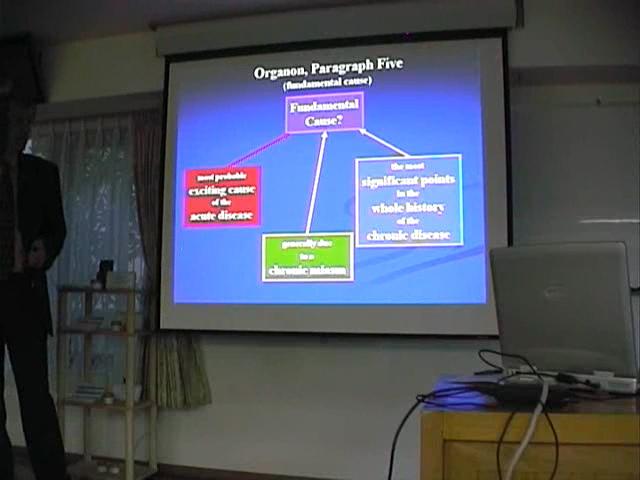 Organon, Paragraph Five
(fundamental cause)
Fundamental
Cause?
most probable
exciting cause
of the
acute disease
the most
significant points
in the
whole history
of the
chronic disease
generally due
to a
chronic miasm